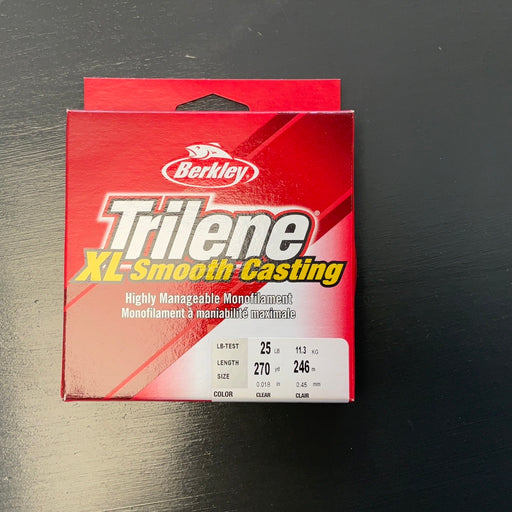 Berkley
Trilene®
XL Smooth Casting
Highly Manageable Monofilament
Monofilament à maniabilité maximale
LB-TEST 25 LB 11.3 KG
LENGTH 270 yd 246 m
SIZE 0.018 in 0.45 mm
COLOR CLEAR CLAIR